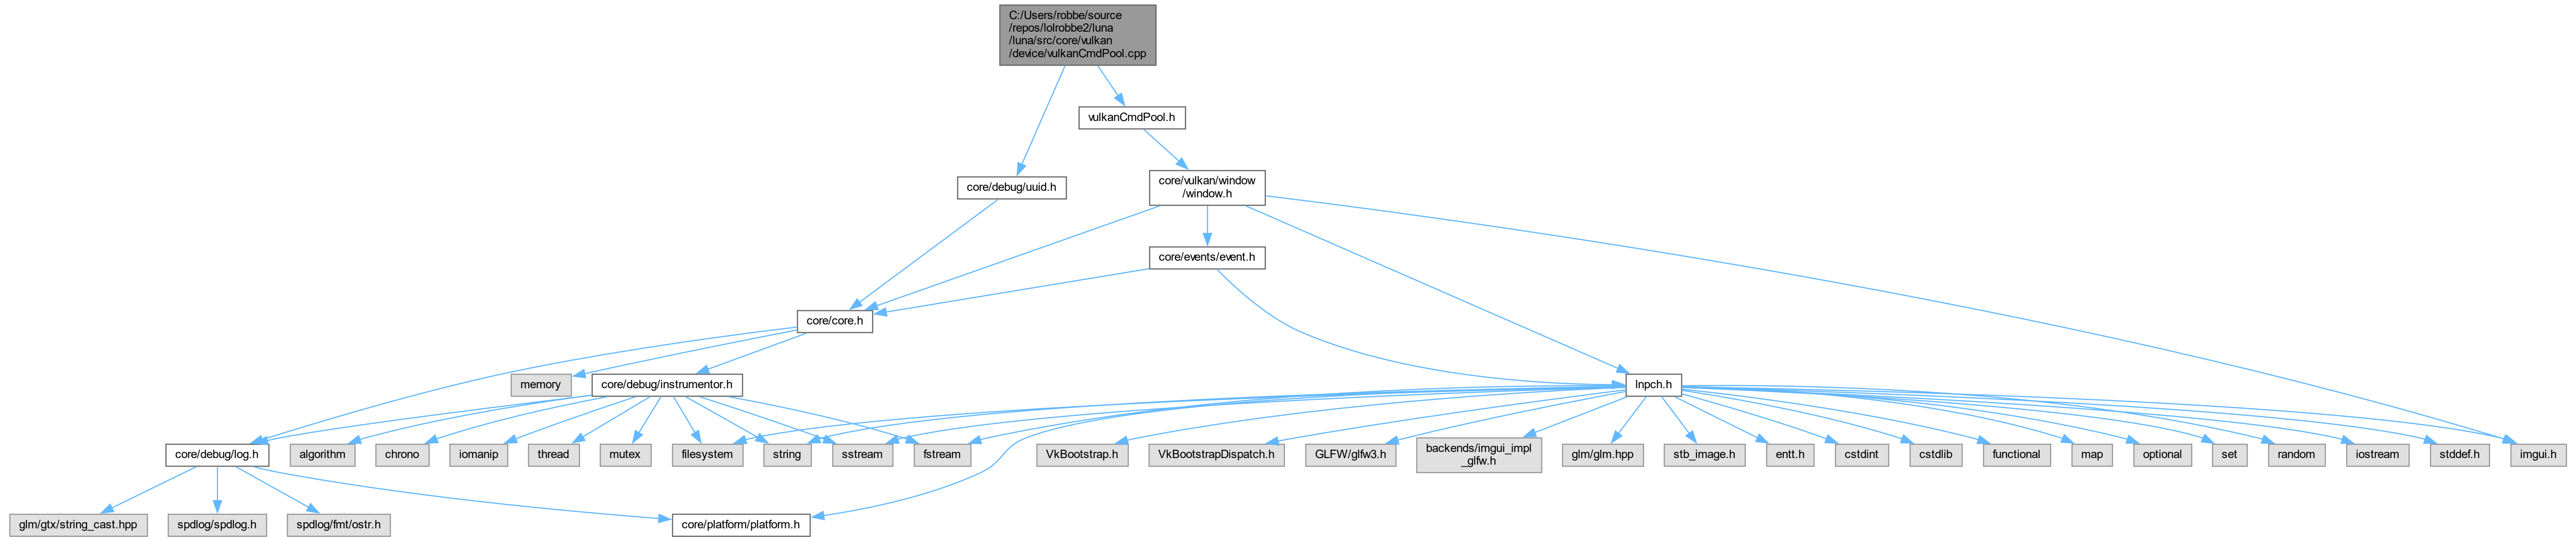 C:/Users/robbe/source
/repos/lolrobbe2/luna
/luna/src/core/vulkan
/device/vulkanCmdPool.cpp
vulkanCmdPool.h
core/debug/uuid.h
core/vulkan/window
/window.h
core/events/event.h
core/core.h
memory
core/debug/instrumentor.h
lnpch.h
core/debug/log.h
algorithm
chrono
iomanip
thread
mutex
filesystem
string
sstream
fstream
VkBootstrap.h
VkBootstrapDispatch.h
GLFW/glfw3.h
backends/imgui_impl
_glfw.h
glm/glm.hpp
stb_image.h
entt.h
cstdint
cstdlib
functional
map
optional
set
random
iostream
stddef.h
imgui.h
glm/gtx/string_cast.hpp
spdlog/spdlog.h
spdlog/fmt/ostr.h
core/platform/platform.h